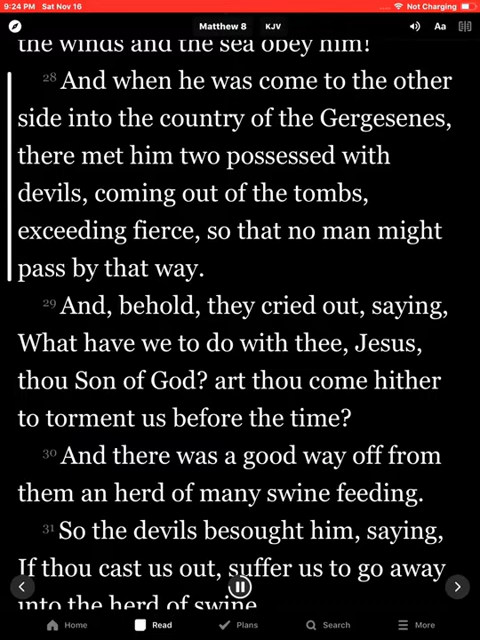 9:24 PM Sat Nov 16
Not Charging
Matthew 8 KJV
Aa
the winds and the sea obey him!
28 And when he was come to the other
side into the country of the Gergesenes,
there met him two possessed with
devils, coming out of the tombs,
exceeding fierce, so that no man might
pass by that way.
29 And, behold, they cried out, saying,
What have we to do with thee, Jesus,
thou Son of God? art thou come hither
to torment us before the time?
30 And there was a good way off from
them an herd of many swine feeding.
31 So the devils besought him, saying,
If thou cast us out, suffer us to go away
into the herd of swine
Home Read Plans Search More